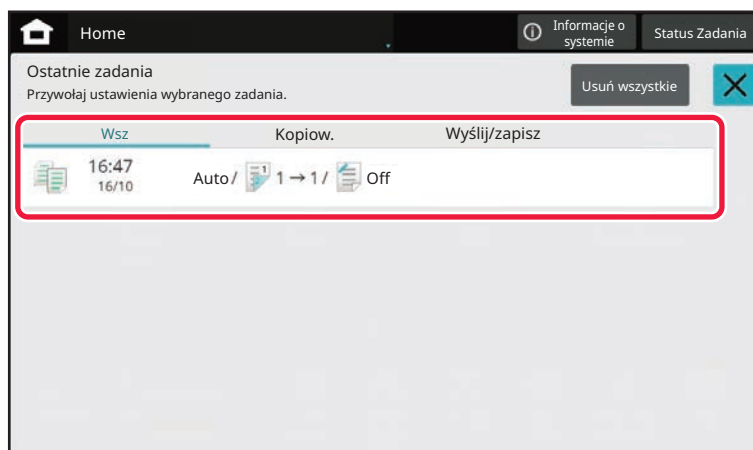 Home
Informacje o
systemie
Status Zadania
Ostatnie zadania
Przywołaj ustawienia wybranego zadania.
Usuń wszystkie
Wsz
Kopiow.
Wyślij/zapisz
16:47
16/10
Auto / 1 1 → 1 / Off